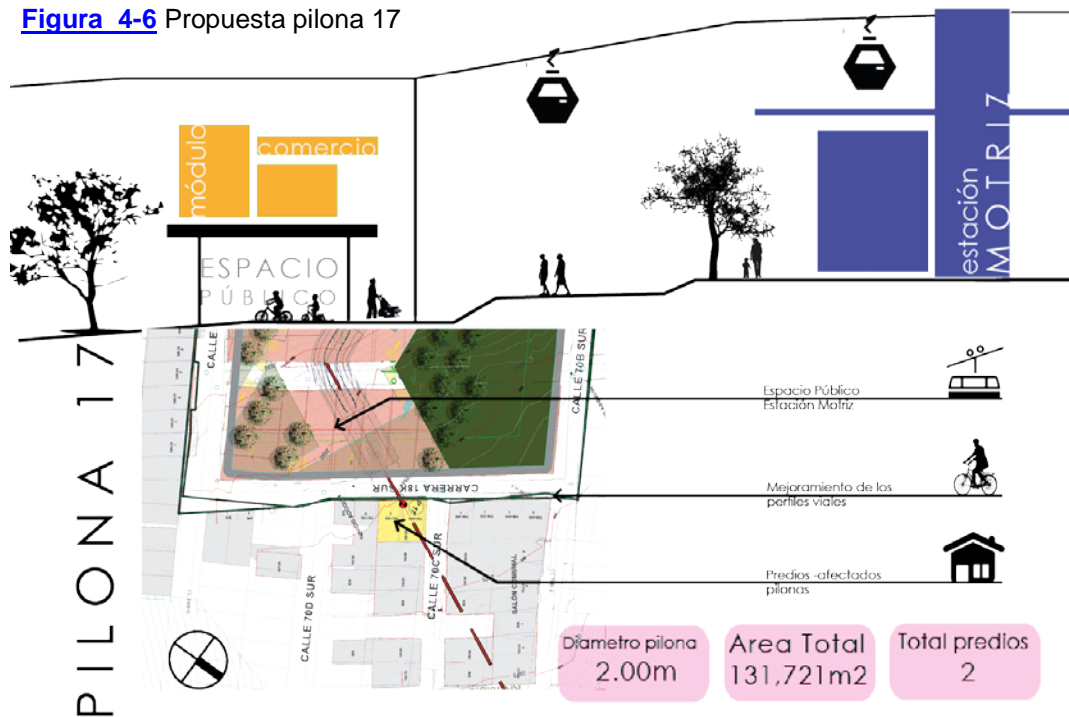 Figura 4-6 Propuesta pilona 17
módulo
comercio
ESPACIO
PÚBLICO
estación
MOTRIZ
PILONA 17
CALLE
CALLE 70B SUR
CARRERA 18K SUR
CALLE 70D SUR
CALLE 70C SUR
SALÓN COMUNAL
Espacio Público
Estación Motriz
Mejoramiento de los
perfiles viales
Predios -afectados
pilonas
Diametro pilona
2.00m
Area Total
131,721m2
Total predios
2